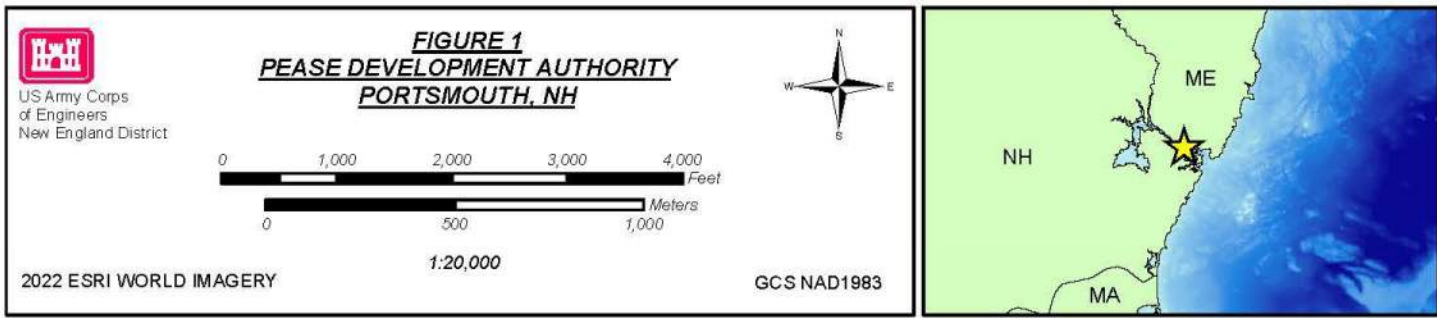 FIGURE 1
PEASE DEVELOPMENT AUTHORITY
PORTSMOUTH, NH
US Army Corps
of Engineers
New England District
N
W E
S
0 1,000 2,000 3,000 4,000
Feet
Meters
0 500 1,000
1:20,000
2022 ESRI WORLD IMAGERY
GCS NAD1983
ME
NH
MA